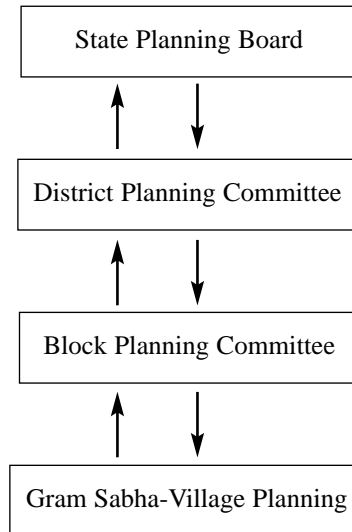 State Planning Board
District Planning Committee
Block Planning Committee
Gram Sabha-Village Planning